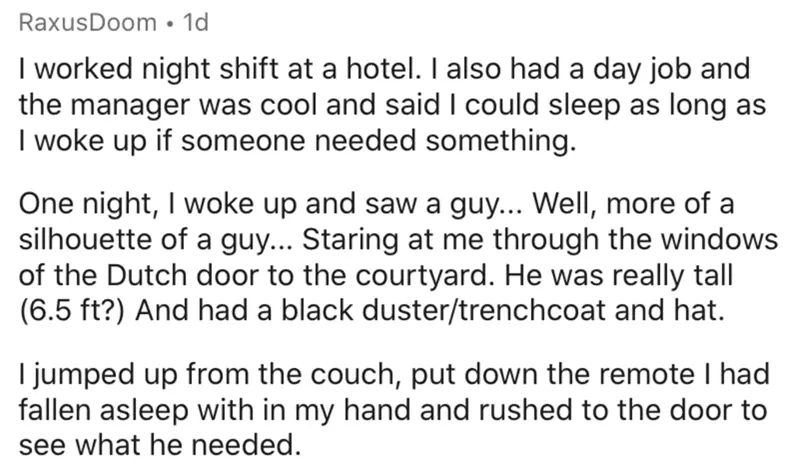 RaxusDoom • 1d
I worked night shift at a hotel. I also had a day job and
the manager was cool and said I could sleep as long as
I woke up if someone needed something.
One night, I woke up and saw a guy... Well, more of a
silhouette of a guy... Staring at me through the windows
of the Dutch door to the courtyard. He was really tall
(6.5 ft?) And had a black duster/trenchcoat and hat.
I jumped up from the couch, put down the remote I had
fallen asleep with in my hand and rushed to the door to
see what he needed.